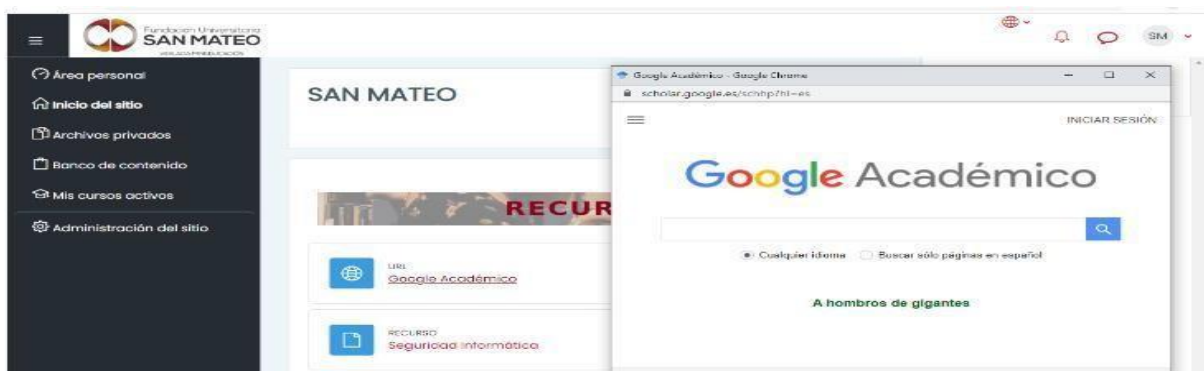 Fundación Universitaria
SAN MATEO
SM
Área personal
Inicio del sitio
Archivos privados
Banco de contenido
Mis cursos activos
Administración del sitio
SAN MATEO
RECUR
URL
Google Académico
RECURSO
Seguridad Informática
Google Académico - Google Chrome
scholar.google.es/schhp?hl=es
INICIAR SESIÓN
Google Académico
Cualquier idioma Buscar sólo páginas en español
A hombros de gigantes